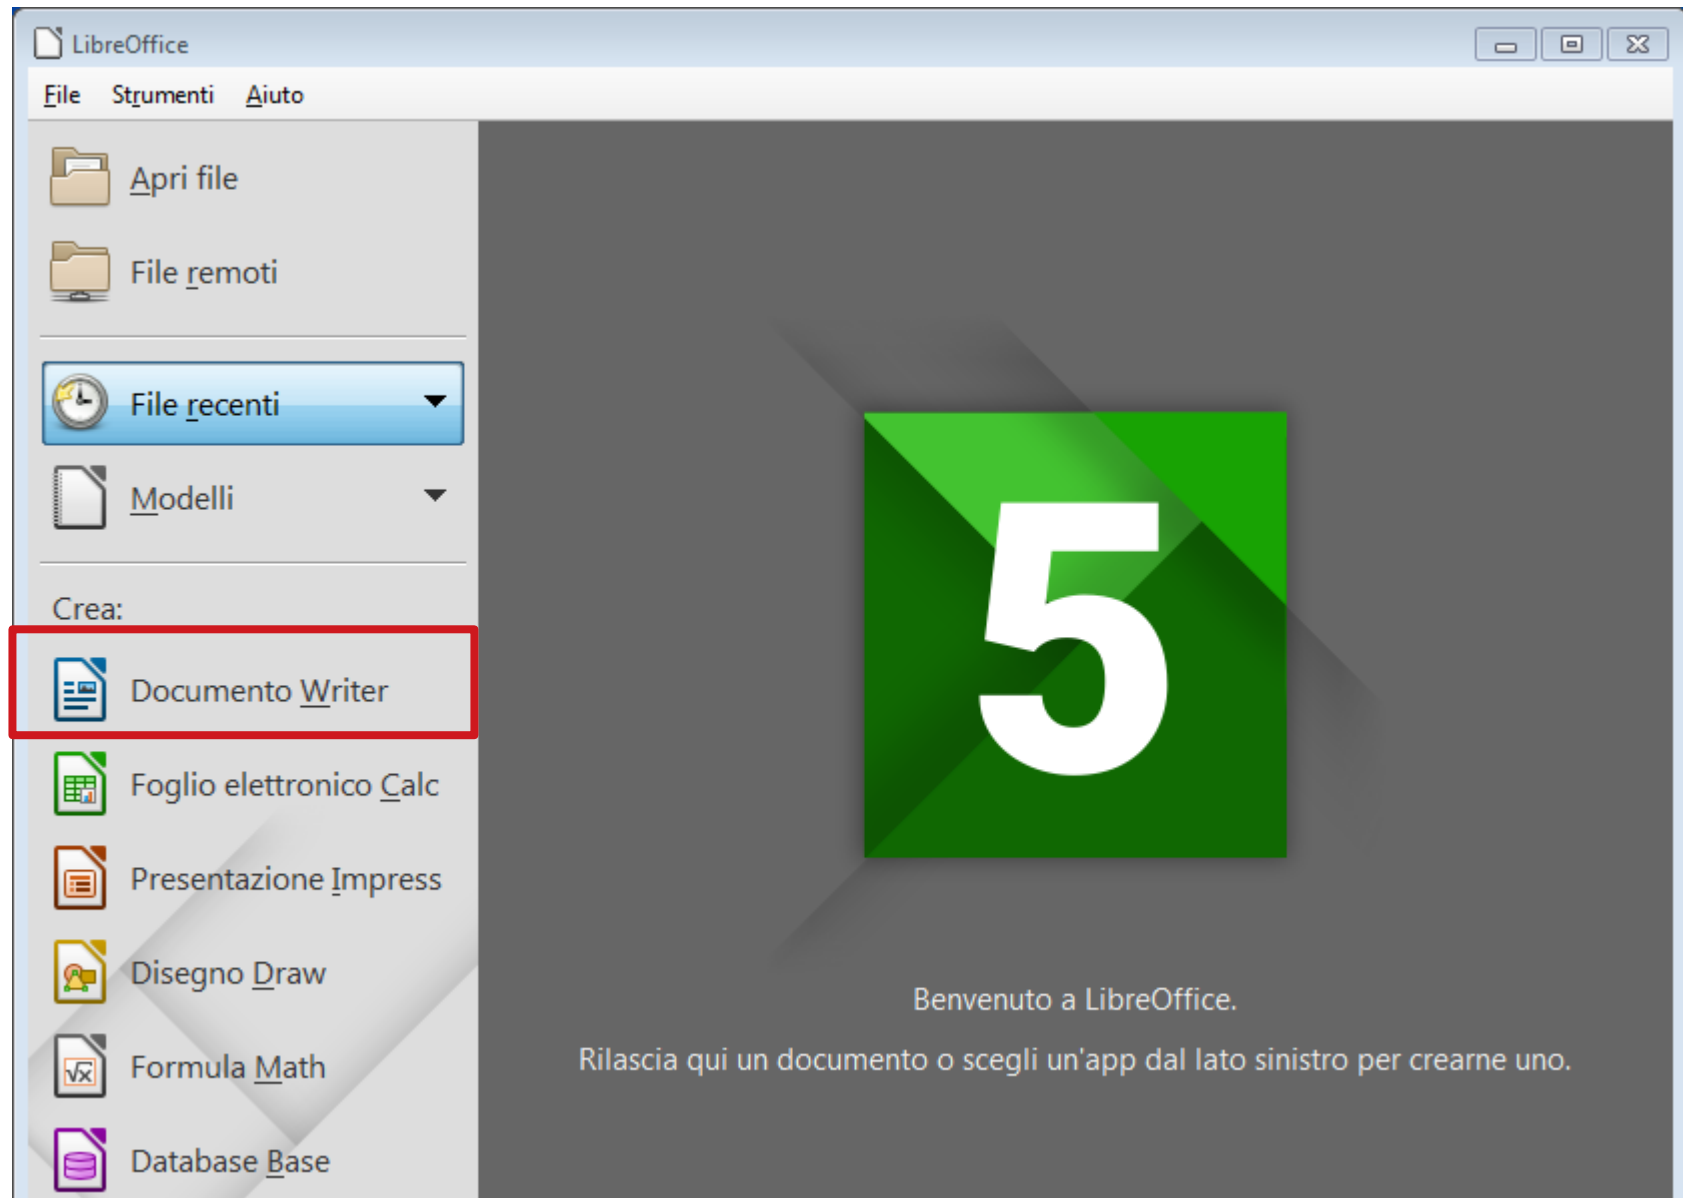 LibreOffice
File Strumenti Aiuto
Apri file
File remoti
File recenti
Modelli
Crea:
Documento Writer
Foglio elettronico Calc
Presentazione Impress
Disegno Draw
Formula Math
Database Base
5
Benvenuto a LibreOffice.
Rilascia qui un documento o scegli un'app dal lato sinistro per crearne uno.